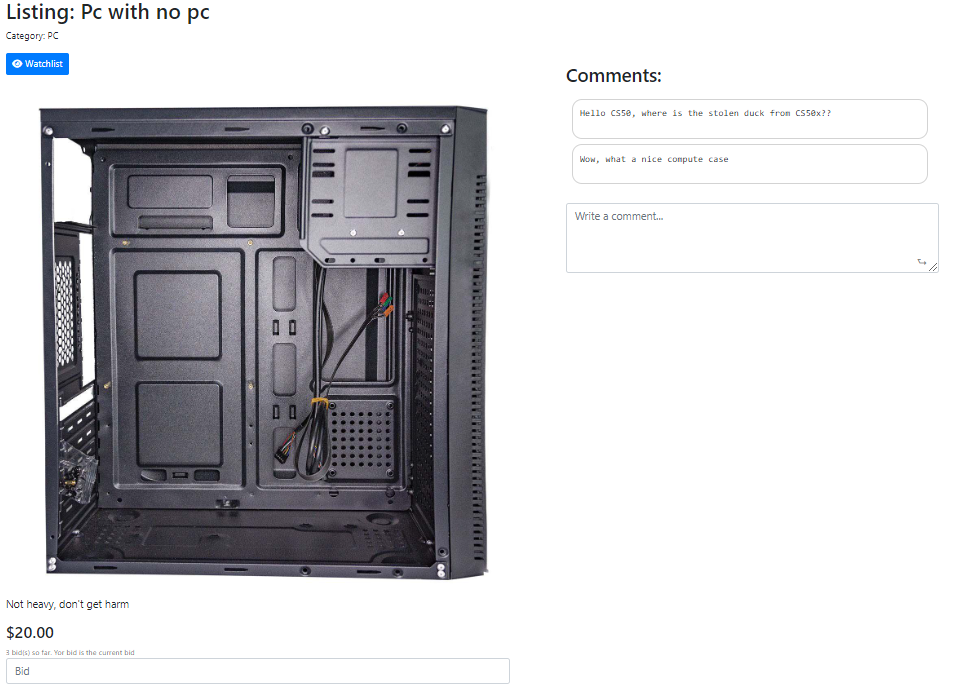 Listing: Pc with no pc
Category: PC
Watchlist
Not heavy, don't get harm
$20.00
3 bid(s) so far. Yor bid is the current bid
Bid
Comments:
Hello CS50, where is the stolen duck from CS50x??
Wow, what a nice compute case
Write a comment...